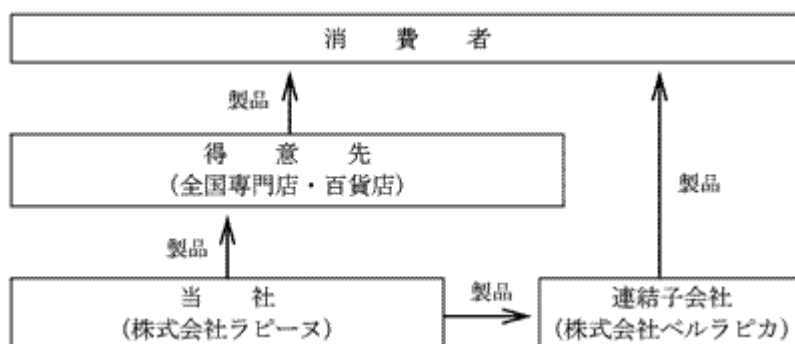 消費者
製品
得意先
(全国専門店・百貨店)
製品
製品
当社
(株式会社ラピーヌ)
製品
連結子会社
(株式会社ベルラピカ)